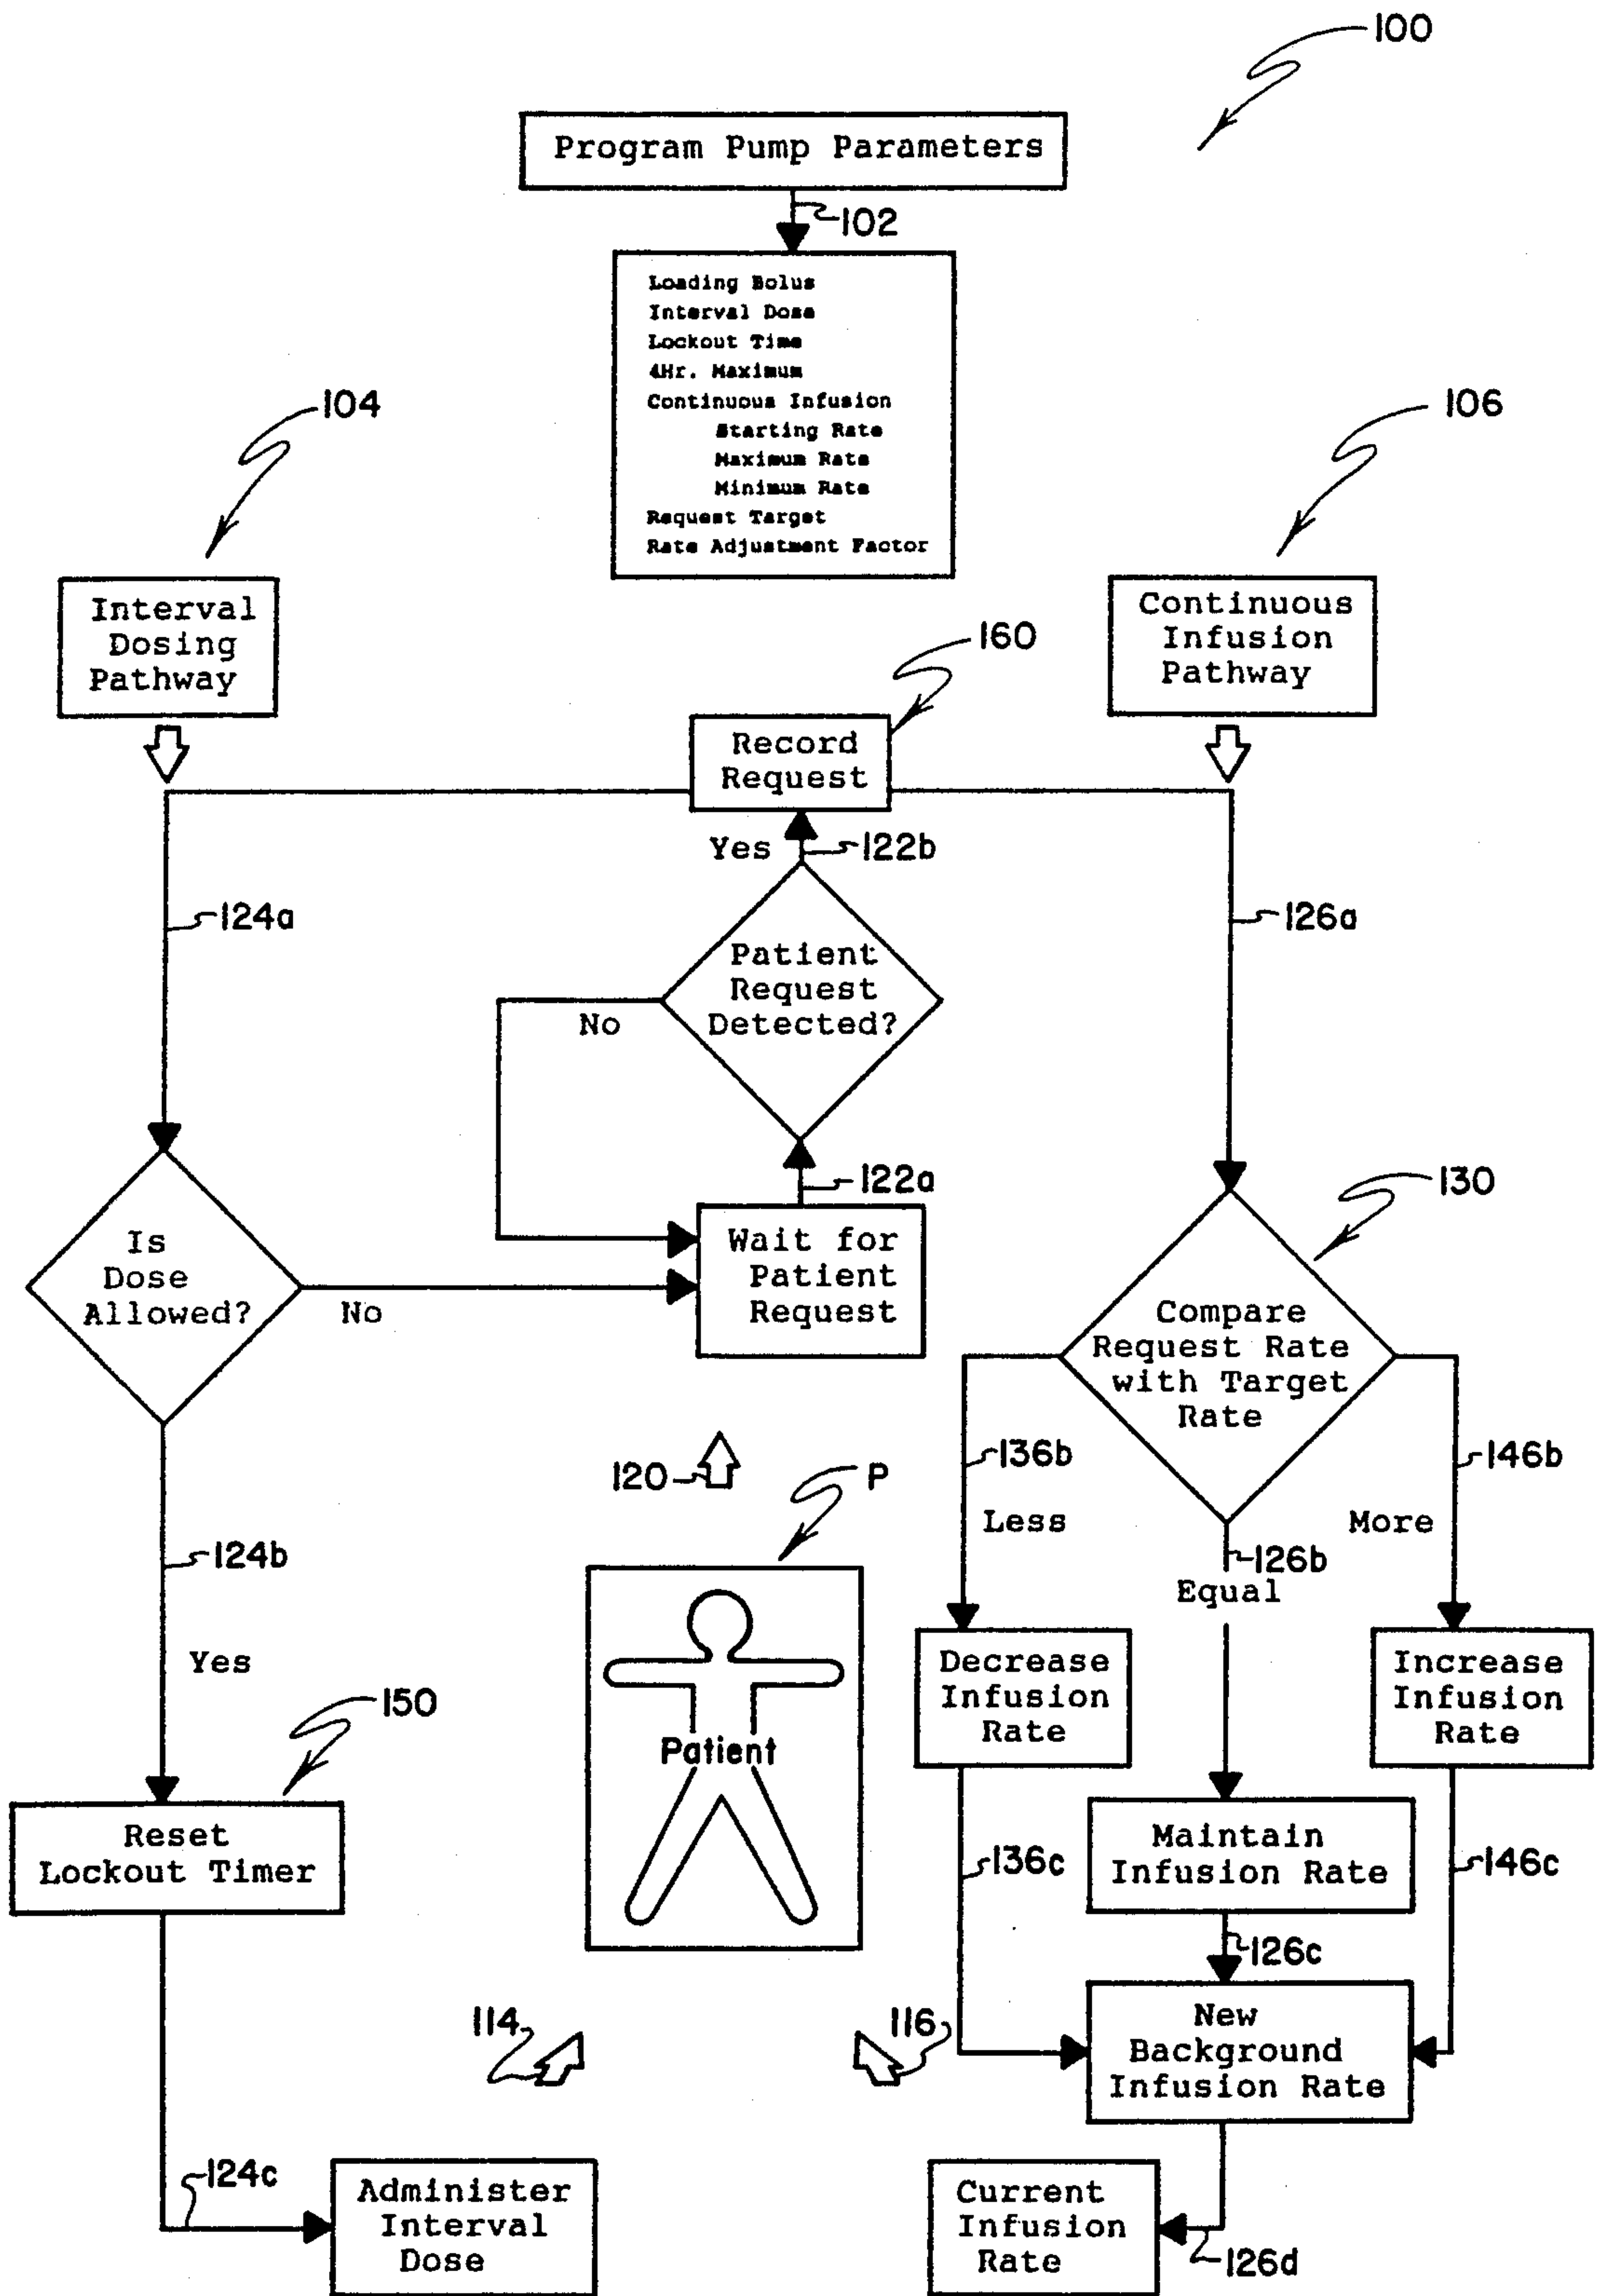 100
Program Pump Parameters
102
Loading Bolus
Interval Dose
Lockout Time
4Hr. Maximum
Continuous Infusion
Starting Rate
Maximum Rate
Minimum Rate
Request Target
Rate Adjustment Factor
104
106
Interval
Dosing
Pathway
Continuous
Infusion
Pathway
160
Record
Request
Yes
122b
124a
126a
Patient
Request
Detected?
No
122a
130
Wait for
Patient
Request
Is
Dose
Allowed?
No
Compare
Request Rate
with Target
Rate
120
P
136b
146b
Less
126b
More
Equal
124b
Yes
150
Patient
Decrease
Infusion
Rate
Increase
Infusion
Rate
Reset
Lockout Timer
Maintain
Infusion Rate
136c
146c
126c
114
116
New
Background
Infusion Rate
124c
Administer
Interval
Dose
Current
Infusion
Rate
126d